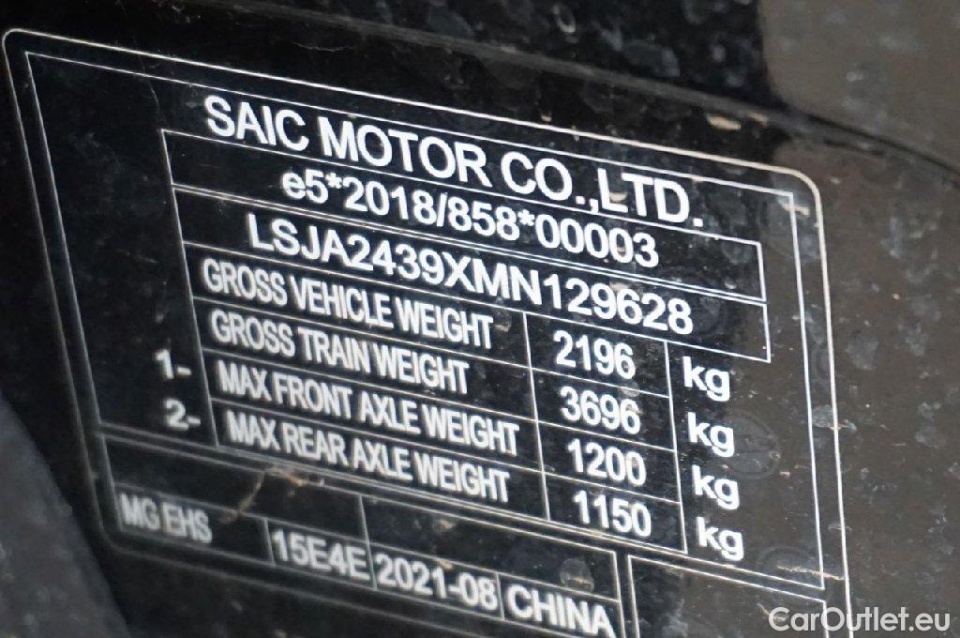 SAIC MOTOR CO.,LTD.
e5*2018/858*00003
LSJA2439XMN129628
GROSS VEHICLE WEIGHT 2196 kg
GROSS TRAIN WEIGHT 3696 kg
1- MAX FRONT AXLE WEIGHT 1200 kg
2- MAX REAR AXLE WEIGHT 1150 kg
MG EHS 15E4E 2021-08 CHINA
CarOutlet.eu